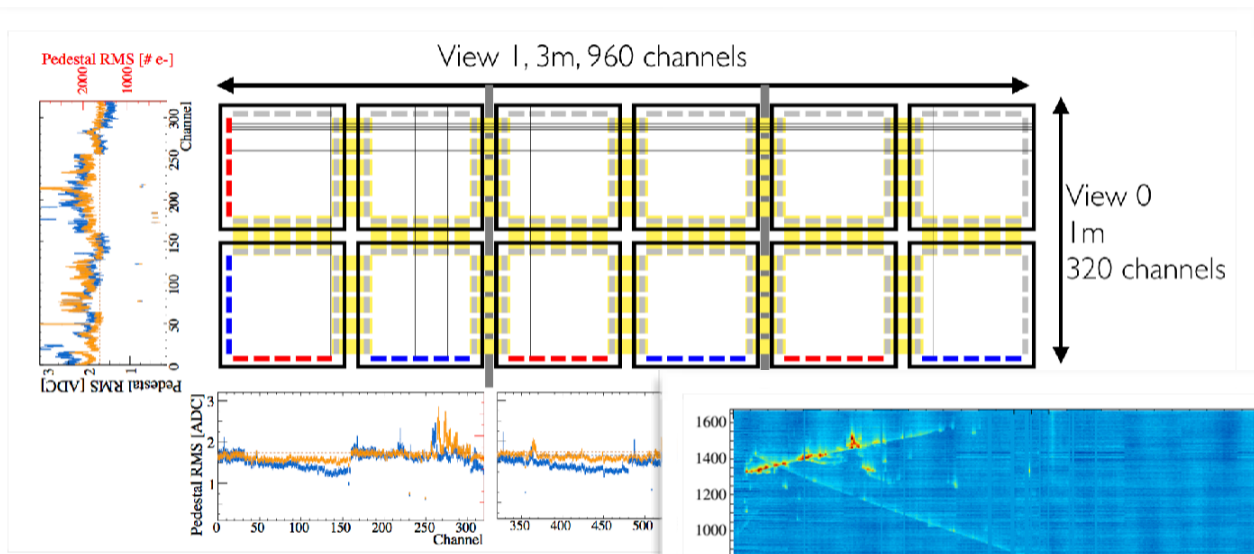 Pedestal RMS [# e-]
2000 1000
300
250
200
150
100
50
0
Channel
3 2 1
Pedestal RMS [ADC]
View 1, 3m, 960 channels
View 0
1m
320 channels
Pedestal RMS [ADC]
3
2
1
0 50 100 150 200 250 300
Channel
350 400 450 500
1600
1400
1200
1000